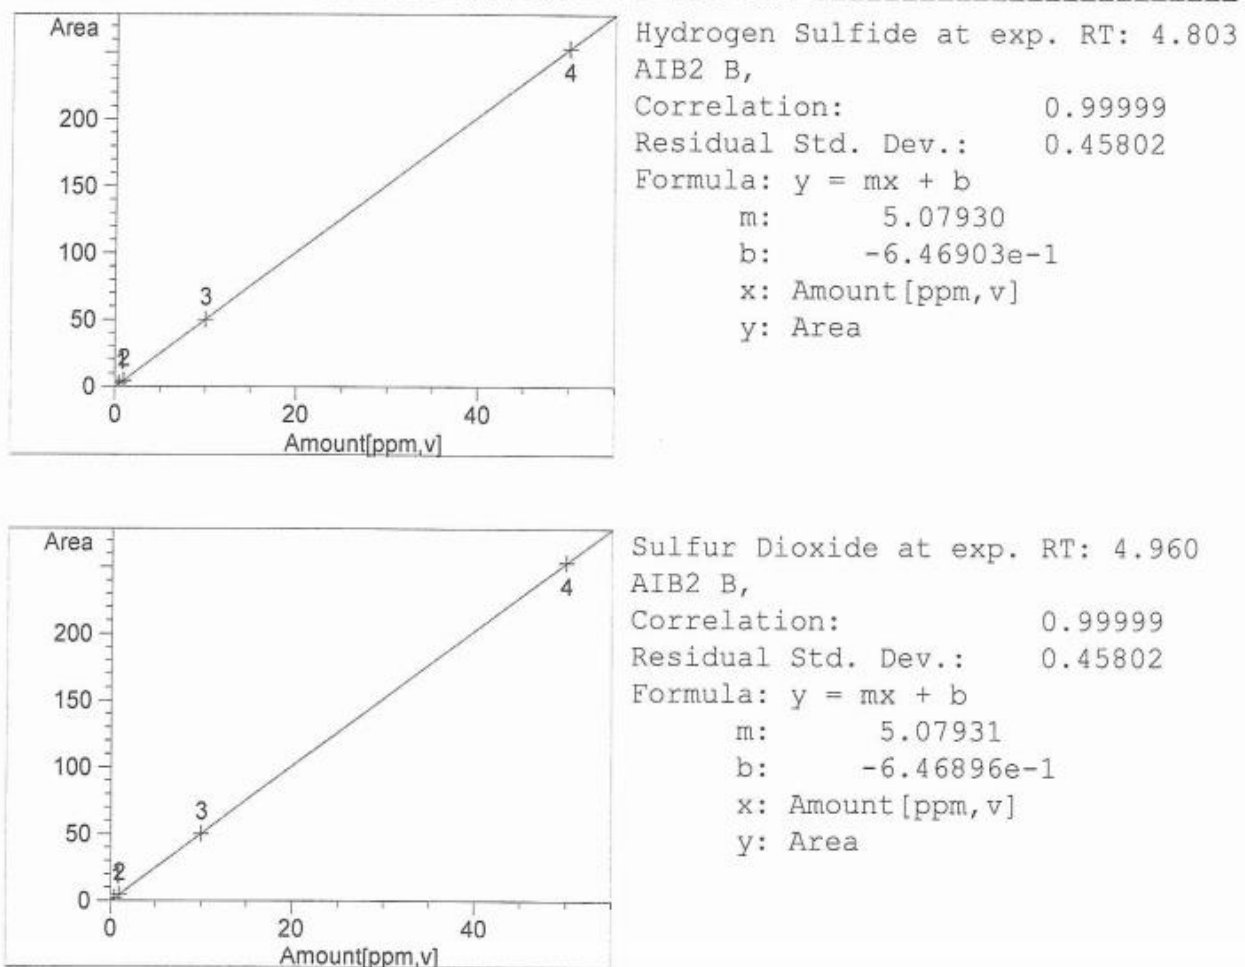 Area
200
150
100
50
0
1 2
3
4
0 20 40
Amount[ppm,v]
Hydrogen Sulfide at exp. RT: 4.803
AIB2 B,
Correlation: 0.99999
Residual Std. Dev.: 0.45802
Formula: y = mx + b
m: 5.07930
b: -6.46903e-1
x: Amount[ppm,v]
y: Area
Area
200
150
100
50
0
1 2
3
4
0 20 40
Amount[ppm,v]
Sulfur Dioxide at exp. RT: 4.960
AIB2 B,
Correlation: 0.99999
Residual Std. Dev.: 0.45802
Formula: y = mx + b
m: 5.07931
b: -6.46896e-1
x: Amount[ppm,v]
y: Area